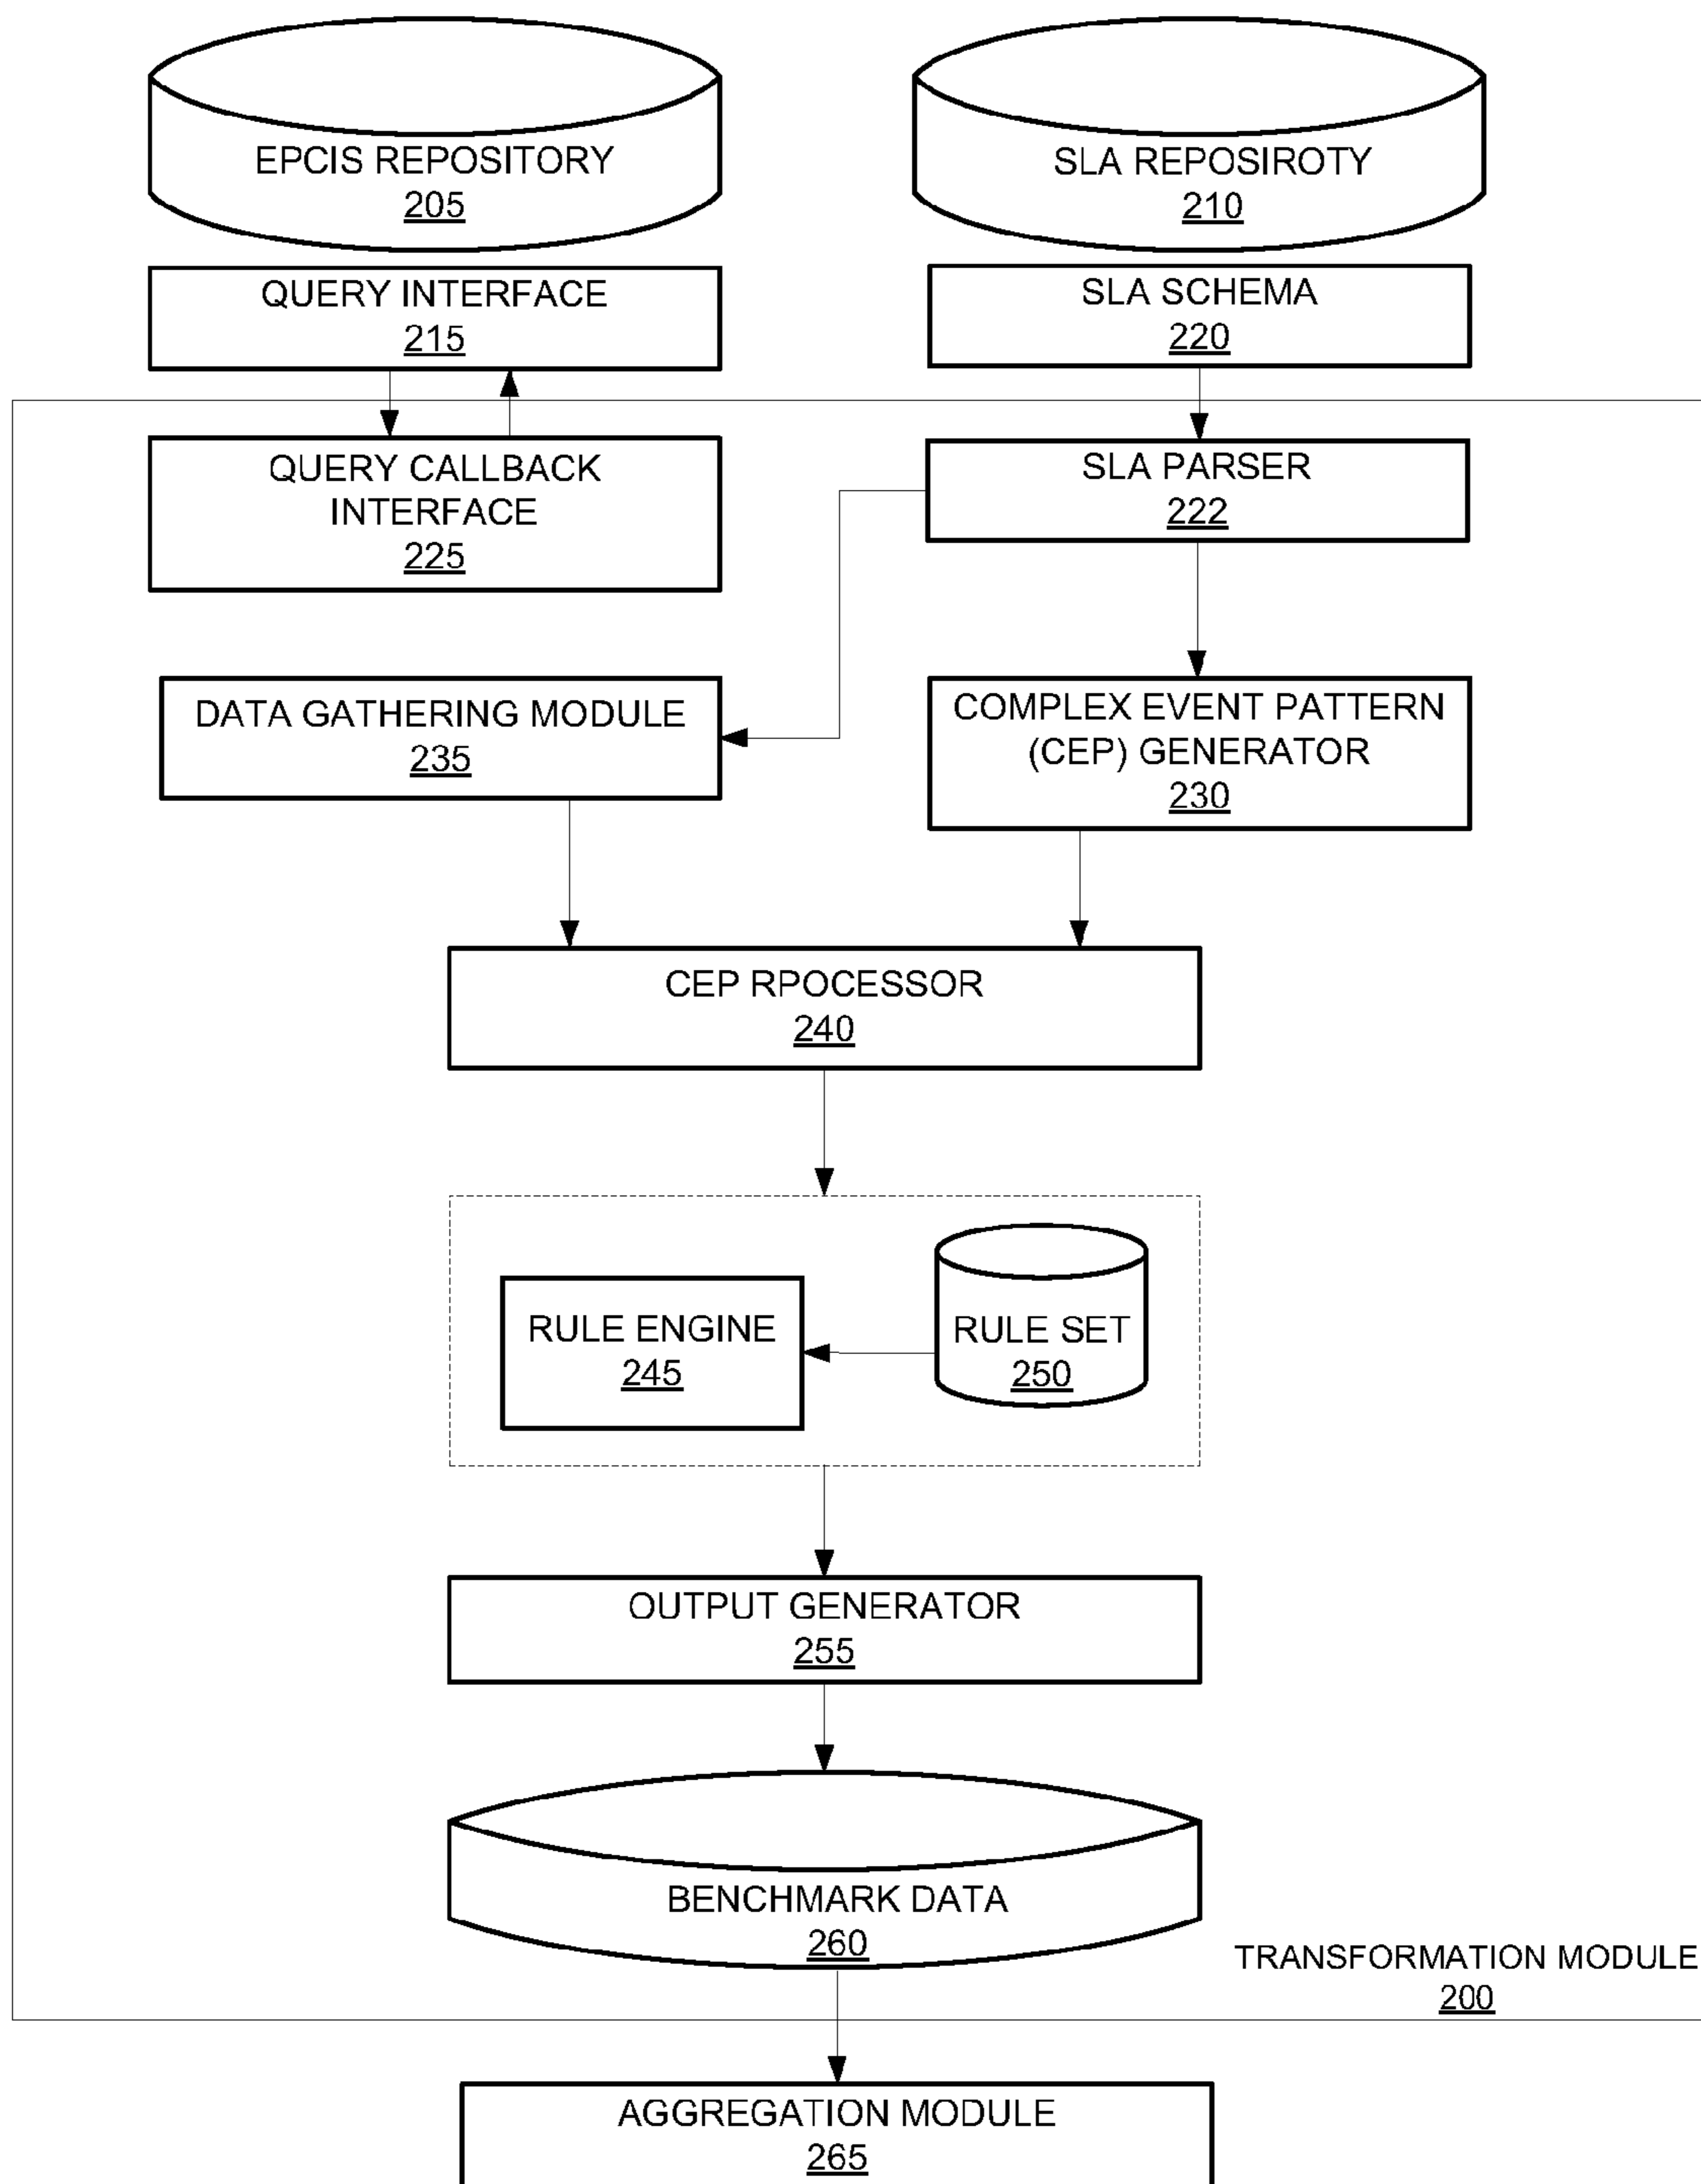 EPCIS REPOSITORY
205
SLA REPOSIROTY
210
QUERY INTERFACE
215
SLA SCHEMA
220
QUERY CALLBACK
INTERFACE
225
SLA PARSER
222
DATA GATHERING MODULE
235
COMPLEX EVENT PATTERN
(CEP) GENERATOR
230
CEP RPOCESSOR
240
RULE ENGINE
245
RULE SET
250
OUTPUT GENERATOR
255
BENCHMARK DATA
260
TRANSFORMATION MODULE
200
AGGREGATION MODULE
265